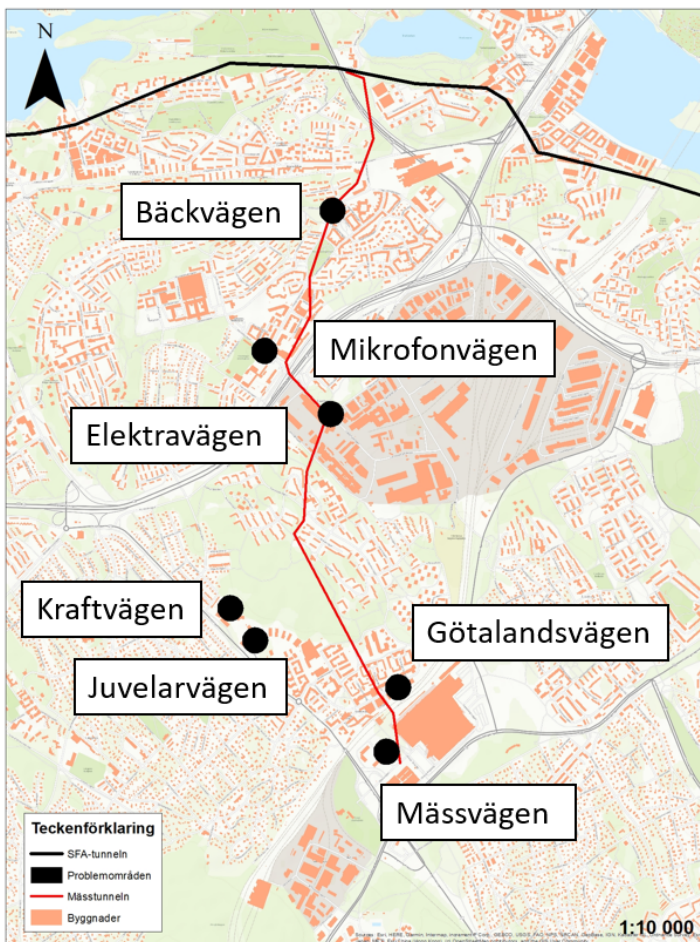 N
Bäckvägen
Mikrofonvägen
Elektravägen
Kraftvägen
Götalandsvägen
Juvelarvägen
Mässvägen
Teckenförklaring
SFA-tunneln
Problemområden
Mässtunneln
Byggnader
1:10 000